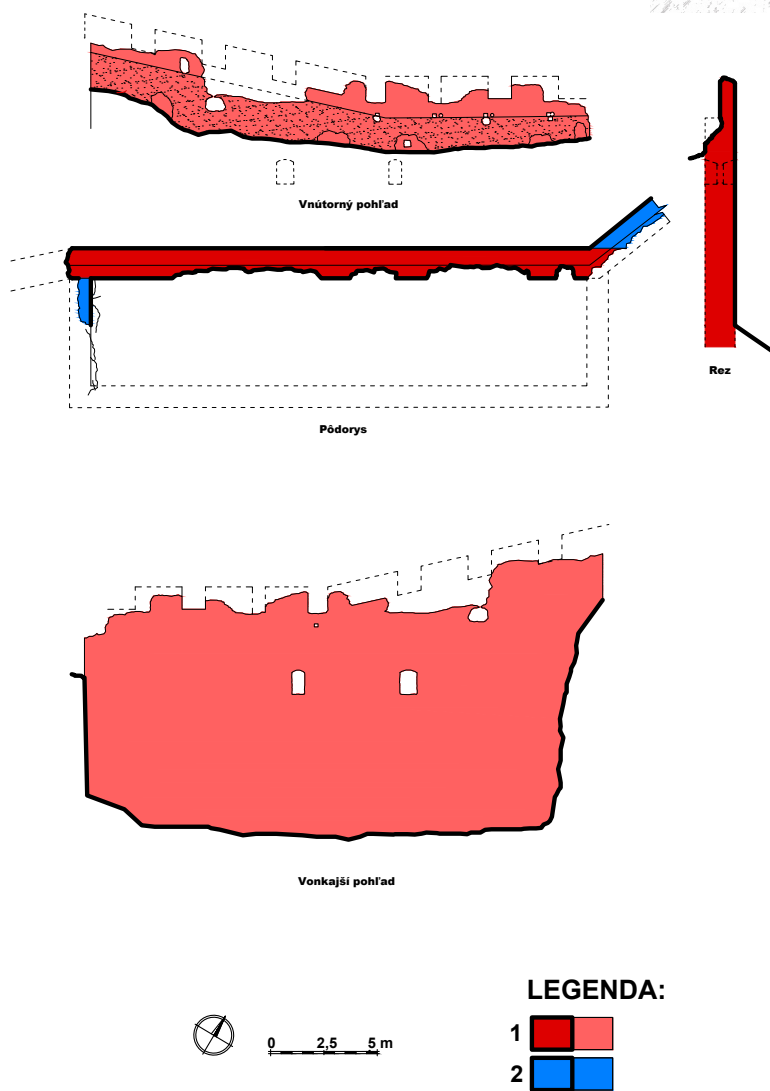 Vnútorný pohľad
Rez
Pôdorys
Vonkajší pohľad
LEGENDA:
0 2,5 5 m
1
2